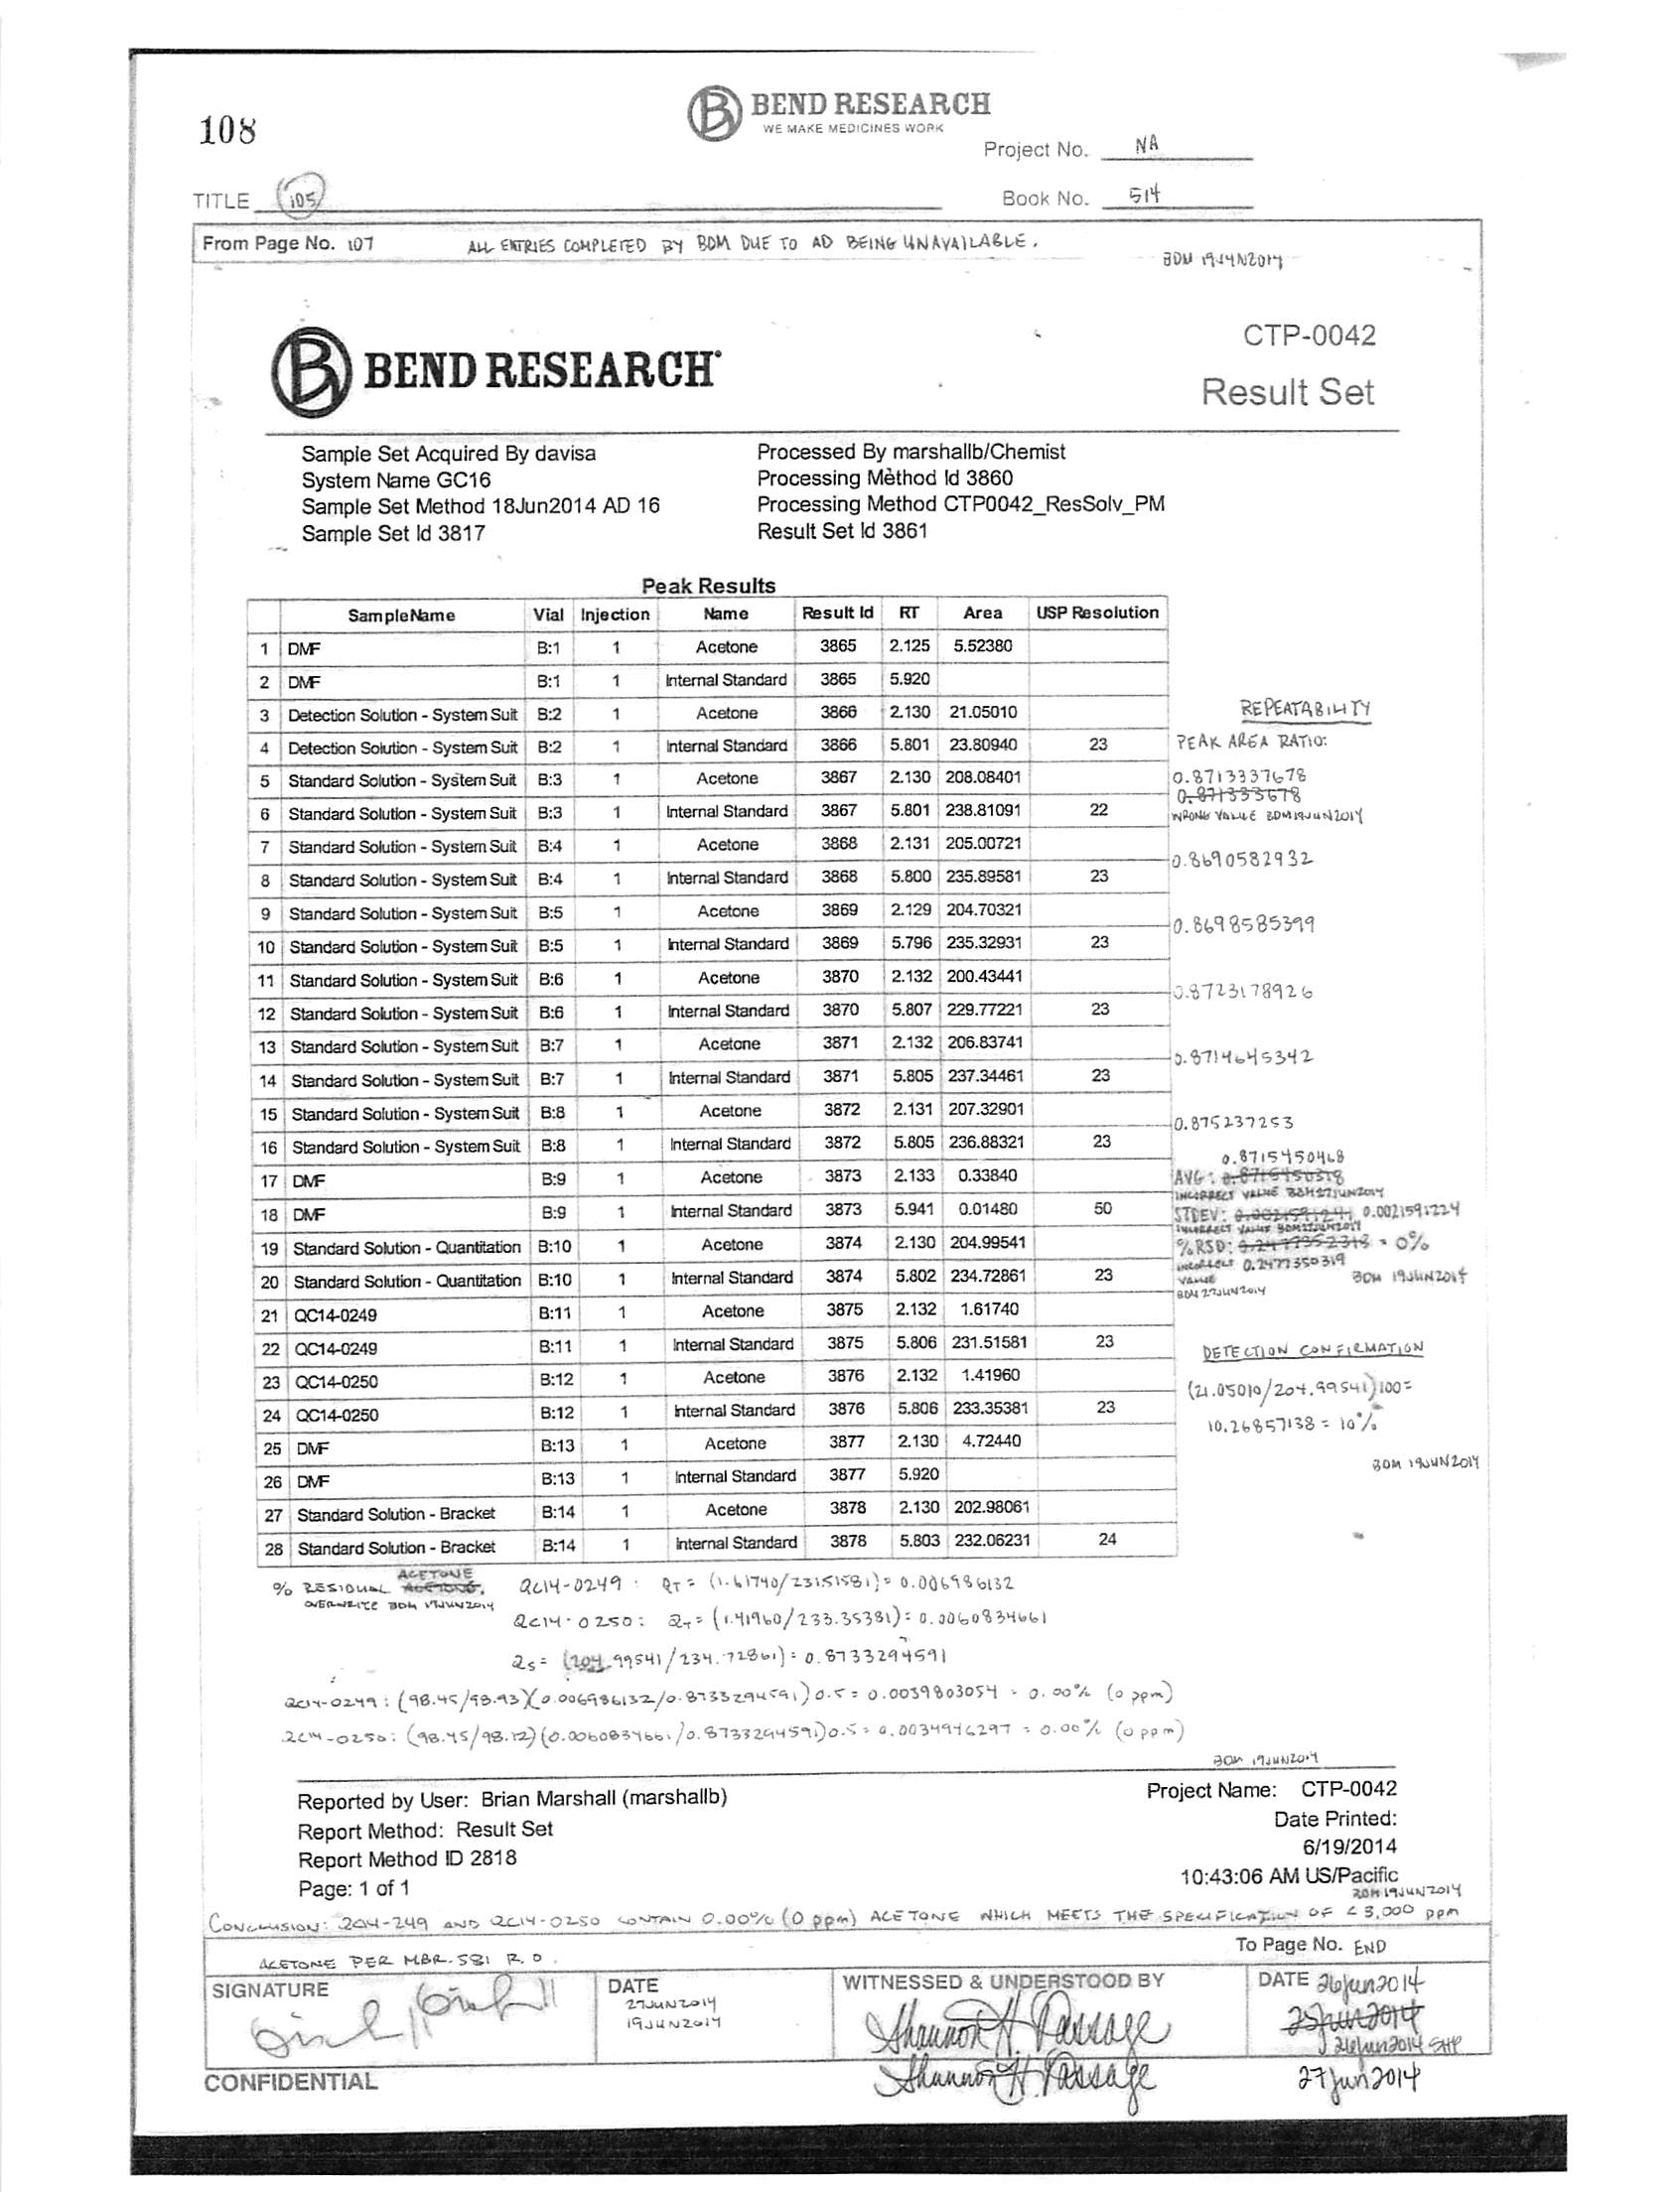 108
BEND RESEARCH
WE MAKE MEDICINES WORK
Project No. NA
TITLE 105
Book No. 514
From Page No. 107 ALL ENTRIES COMPLETED BY BDM DUE TO AD BEING UNAVAILABLE.
BDM 19JUN2014
BEND RESEARCH
CTP-0042
Result Set
Sample Set Acquired By davisa
System Name GC16
Sample Set Method 18Jun2014 AD 16
Sample Set Id 3817
Processed By marshallb/Chemist
Processing Method Id 3860
Processing Method CTP0042_ResSolv_PM
Result Set Id 3861
Peak Results
SampleName Vial Injection Name Result Id RT Area USP Resolution
1 DMF B:1 1 Acetone 3865 2.125 5.52380
2 DMF B:1 1 Internal Standard 3865 5.920
3 Detection Solution - System Suit B:2 1 Acetone 3866 2.130 21.05010
4 Detection Solution - System Suit B:2 1 Internal Standard 3866 5.801 23.80940 23
5 Standard Solution - System Suit B:3 1 Acetone 3867 2.130 208.08401
6 Standard Solution - System Suit B:3 1 Internal Standard 3867 5.801 238.81091 22
7 Standard Solution - System Suit B:4 1 Acetone 3868 2.131 205.00721
8 Standard Solution - System Suit B:4 1 Internal Standard 3868 5.800 235.89581 23
9 Standard Solution - System Suit B:5 1 Acetone 3869 2.129 204.70321
10 Standard Solution - System Suit B:5 1 Internal Standard 3869 5.796 235.32931 23
11 Standard Solution - System Suit B:6 1 Acetone 3870 2.132 200.43441
12 Standard Solution - System Suit B:6 1 Internal Standard 3870 5.807 229.77221 23
13 Standard Solution - System Suit B:7 1 Acetone 3871 2.132 206.83741
14 Standard Solution - System Suit B:7 1 Internal Standard 3871 5.805 237.34461 23
15 Standard Solution - System Suit B:8 1 Acetone 3872 2.131 207.32901
16 Standard Solution - System Suit B:8 1 Internal Standard 3872 5.805 236.88321 23
17 DMF B:9 1 Acetone 3873 2.133 0.33840
18 DMF B:9 1 Internal Standard 3873 5.941 0.01480 50
19 Standard Solution - Quantitation B:10 1 Acetone 3874 2.130 204.99541
20 Standard Solution - Quantitation B:10 1 Internal Standard 3874 5.802 234.72861 23
21 QC14-0249 B:11 1 Acetone 3875 2.132 1.61740
22 QC14-0249 B:11 1 Internal Standard 3875 5.806 231.51581 23
23 QC14-0250 B:12 1 Acetone 3876 2.132 1.41960
24 QC14-0250 B:12 1 Internal Standard 3876 5.806 233.35381 23
25 DMF B:13 1 Acetone 3877 2.130 4.72440
26 DMF B:13 1 Internal Standard 3877 5.920
27 Standard Solution - Bracket B:14 1 Acetone 3878 2.130 202.98061
28 Standard Solution - Bracket B:14 1 Internal Standard 3878 5.803 232.06231 24
REPEATABILITY
PEAK AREA RATIO:
0.8713337678
0.871333678
WRONG VALUE BDM 19JUN2014
0.8690582932
0.8698585399
0.8723178926
0.8714645342
0.875237253
0.8715450468
AVG:
INCORRECT VALUE BDM 27JUN2014
STDEV: 0.0021591224
INCORRECT VALUE BDM 27JUN2014
%RSD: = 0%
INCORRECT 0.2477350319
VALUE BDM 19JUN2014
BDM 27JUN2014
DETECTION CONFIRMATION
(21.05010/204.99541)100=
10.26857138 = 10%
BDM 19JUN2014
ACETONE
% RESIDUAL ACETONE.
OVERWRITE BDM 19JUN2014
QC14-0249: QT = (1.61740/231.51581) = 0.006986132
QC14-0250: QT = (1.41960/233.35381) = 0.0060834661
QS = (204.99541/234.72861) = 0.8733294591
QC14-0249: (98.45/98.93)(0.006986132/0.8733294591)0.5 = 0.0039803054 = 0.00% (0 ppm)
QC14-0250: (98.45/98.12)(0.0060834661/0.8733294591)0.5 = 0.0034946297 = 0.00% (0 ppm)
BDM 19JUN2014
Reported by User: Brian Marshall (marshallb)
Report Method: Result Set
Report Method ID 2818
Page: 1 of 1
Project Name: CTP-0042
Date Printed:
6/19/2014
10:43:06 AM US/Pacific
BDM 19JUN2014
CONCLUSION: QC14-249 AND QC14-0250 CONTAIN 0.00% (0 ppm) ACETONE WHICH MEETS THE SPECIFICATION OF < 3,000 ppm
To Page No. END
ACETONE PER MBR-581 R.0.
SIGNATURE
DATE
27JUN2014
19JUN2014
WITNESSED & UNDERSTOOD BY
Shannon H. Passage
Shannon H. Passage
DATE 26Jun2014
25Jun2014
26Jun2014 SHP
27Jun2014
CONFIDENTIAL